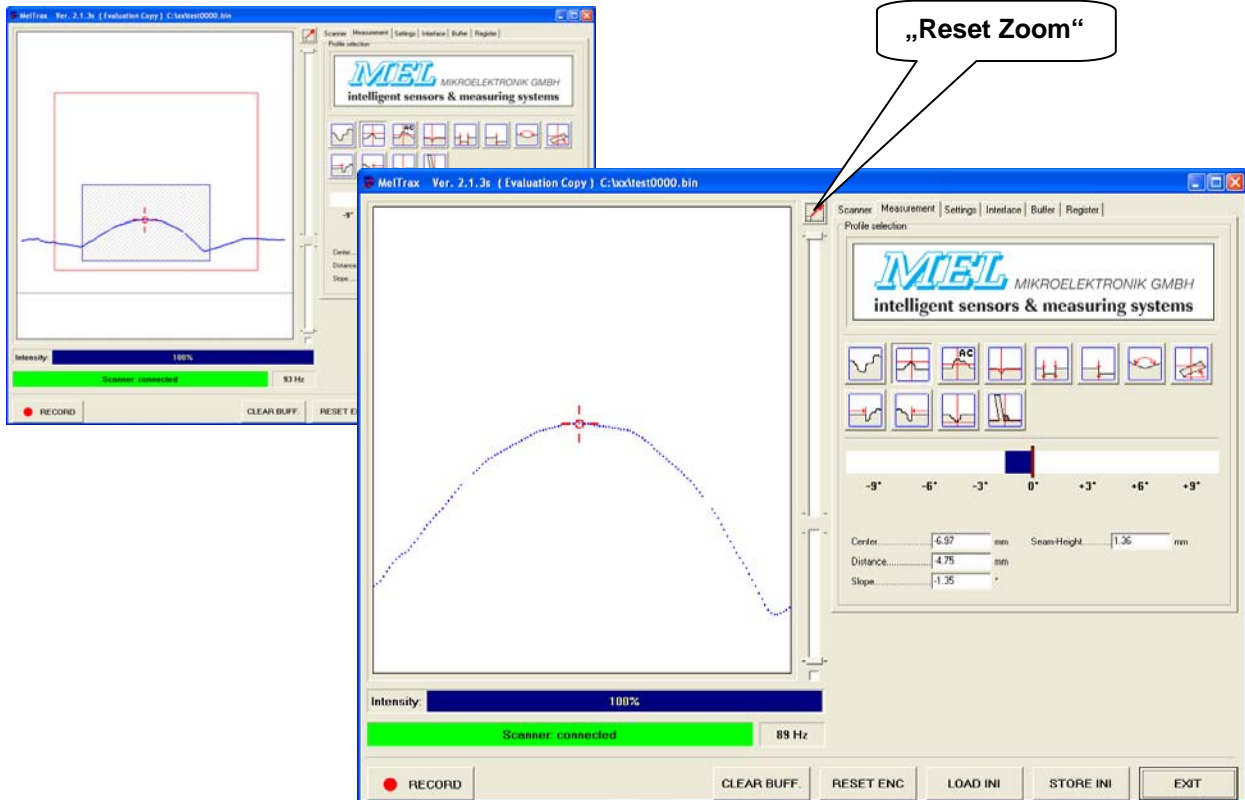 „Reset Zoom“
MelTrax Ver. 2.1.3s ( Evaluation Copy ) C:\xx\test0000.bin
Scanner Measurement Settings Interface Buffer Register
Profile selection
MEL MIKROELEKTRONIK GMBH
intelligent sensors & measuring systems
AC
-9°
Center...
Distance
Slope....
Intensity: 100%
Scanner: connected 93 Hz
RECORD CLEAR BUFF. RESET E
MelTrax Ver. 2.1.3s ( Evaluation Copy ) C:\xx\test0000.bin
Scanner Measurement Settings Interface Buffer Register
Profile selection
MEL MIKROELEKTRONIK GMBH
intelligent sensors & measuring systems
AC
-9° -6° -3° 0° +3° +6° +9°
Center -6.97 mm Seam-Height 1.36 mm
Distance -4.75 mm
Slope -1.35 °
Intensity: 100%
Scanner: connected 89 Hz
RECORD CLEAR BUFF. RESET ENC LOAD INI STORE INI EXIT